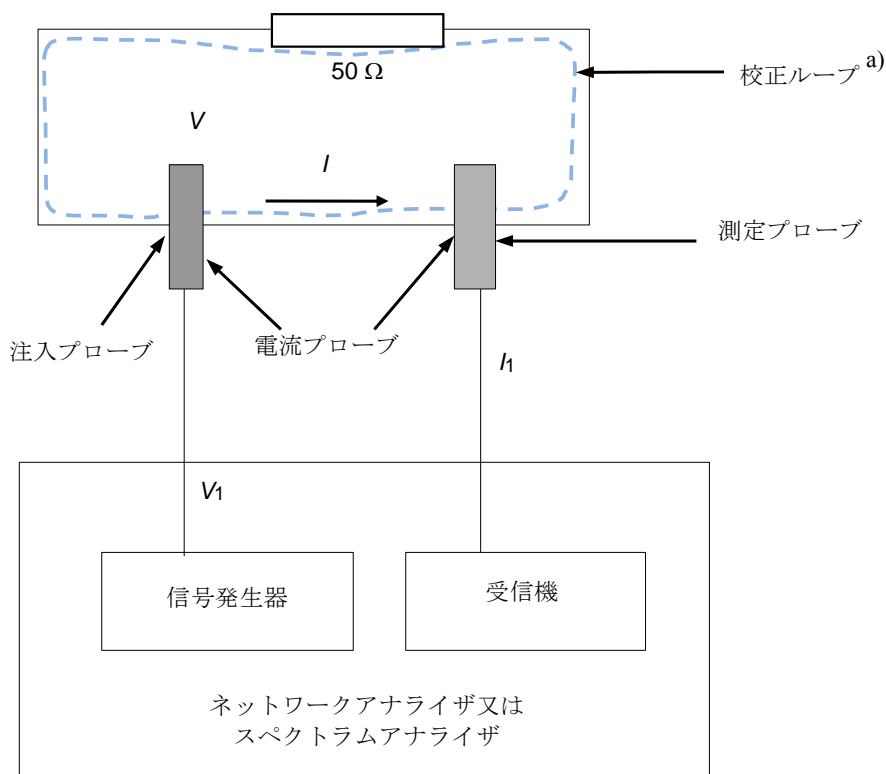 50 Ω
校正ループ a)
V
I
測定プローブ
注入プローブ
電流プローブ
I1
V1
信号発生器
受信機
ネットワークアナライザ又は
スペクトラムアナライザ